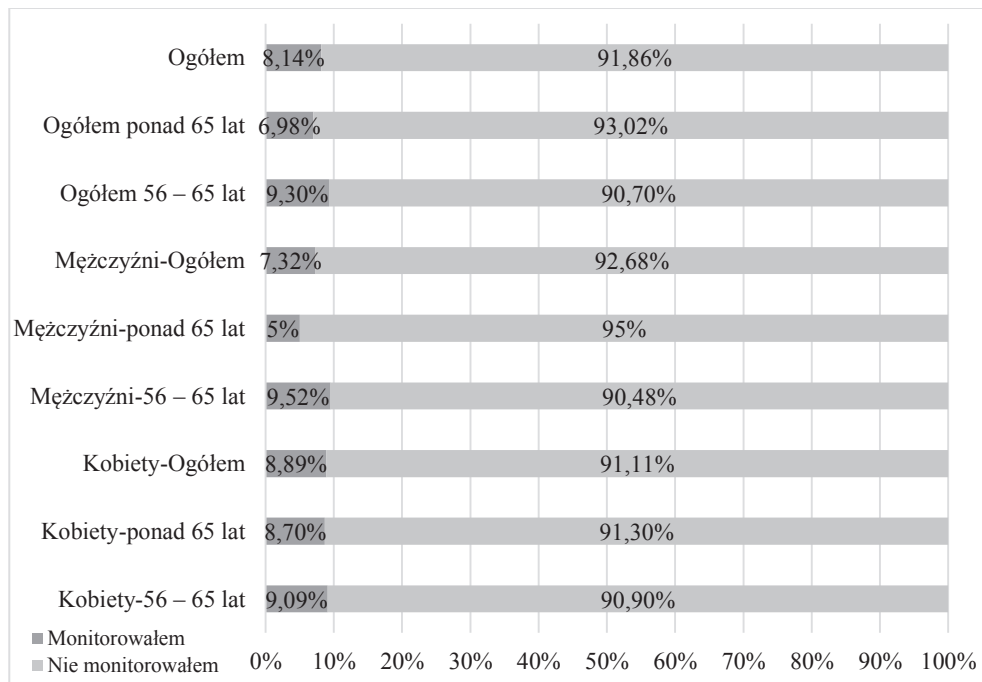 Ogółem 8,14% 91,86%
Ogółem ponad 65 lat 6,98% 93,02%
Ogółem 56 – 65 lat 9,30% 90,70%
Mężczyźni-Ogółem 7,32% 92,68%
Mężczyźni-ponad 65 lat 5% 95%
Mężczyźni-56 – 65 lat 9,52% 90,48%
Kobiety-Ogółem 8,89% 91,11%
Kobiety-ponad 65 lat 8,70% 91,30%
Kobiety-56 – 65 lat 9,09% 90,90%
Monitorowałem
Nie monitorowałem
0% 10% 20% 30% 40% 50% 60% 70% 80% 90% 100%